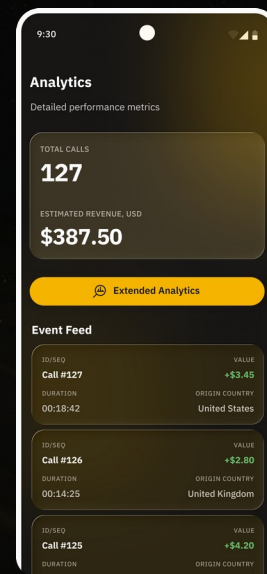 9:30
Analytics
Detailed performance metrics
TOTAL CALLS
127
ESTIMATED REVENUE, USD
$387.50
Extended Analytics
Event Feed
ID/SEQ VALUE
Call #127 +$3.45
DURATION ORIGIN COUNTRY
00:18:42 United States
ID/SEQ VALUE
Call #126 +$2.80
DURATION ORIGIN COUNTRY
00:14:25 United Kingdom
ID/SEQ VALUE
Call #125 +$4.20
DURATION ORIGIN COUNTRY